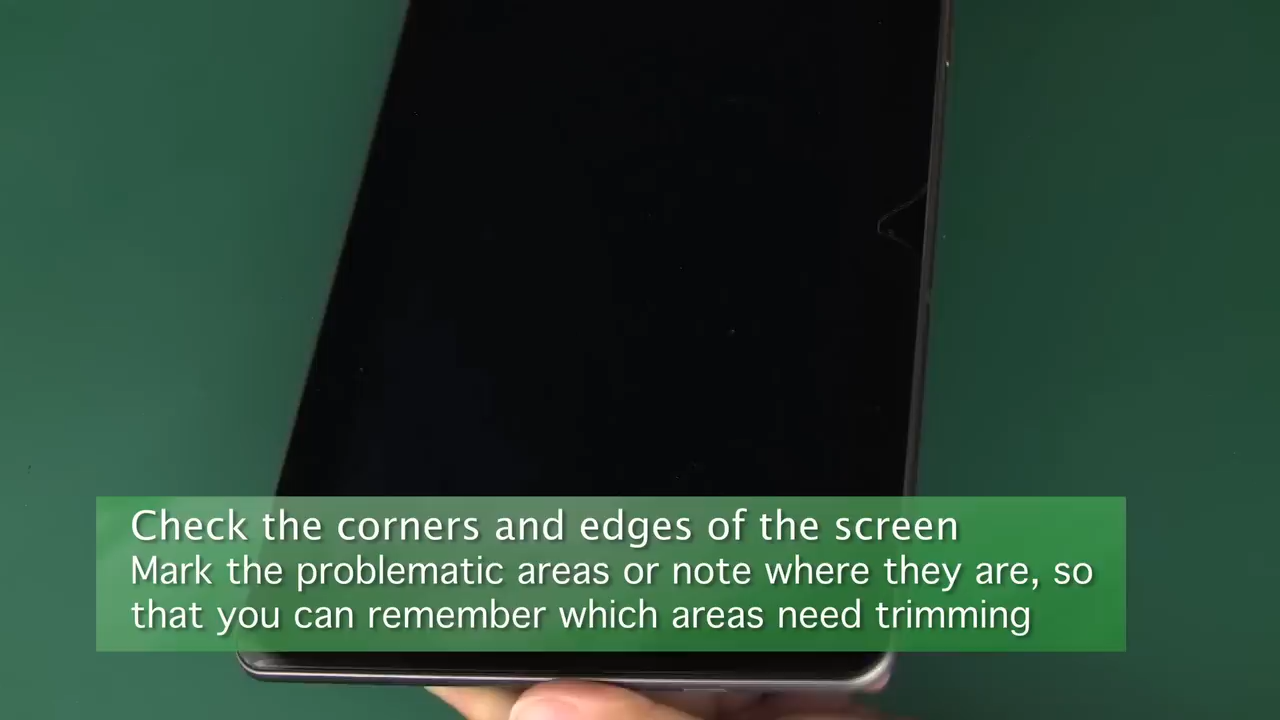 Check the corners and edges of the screen
Mark the problematic areas or note where they are, so
that you can remember which areas need trimming